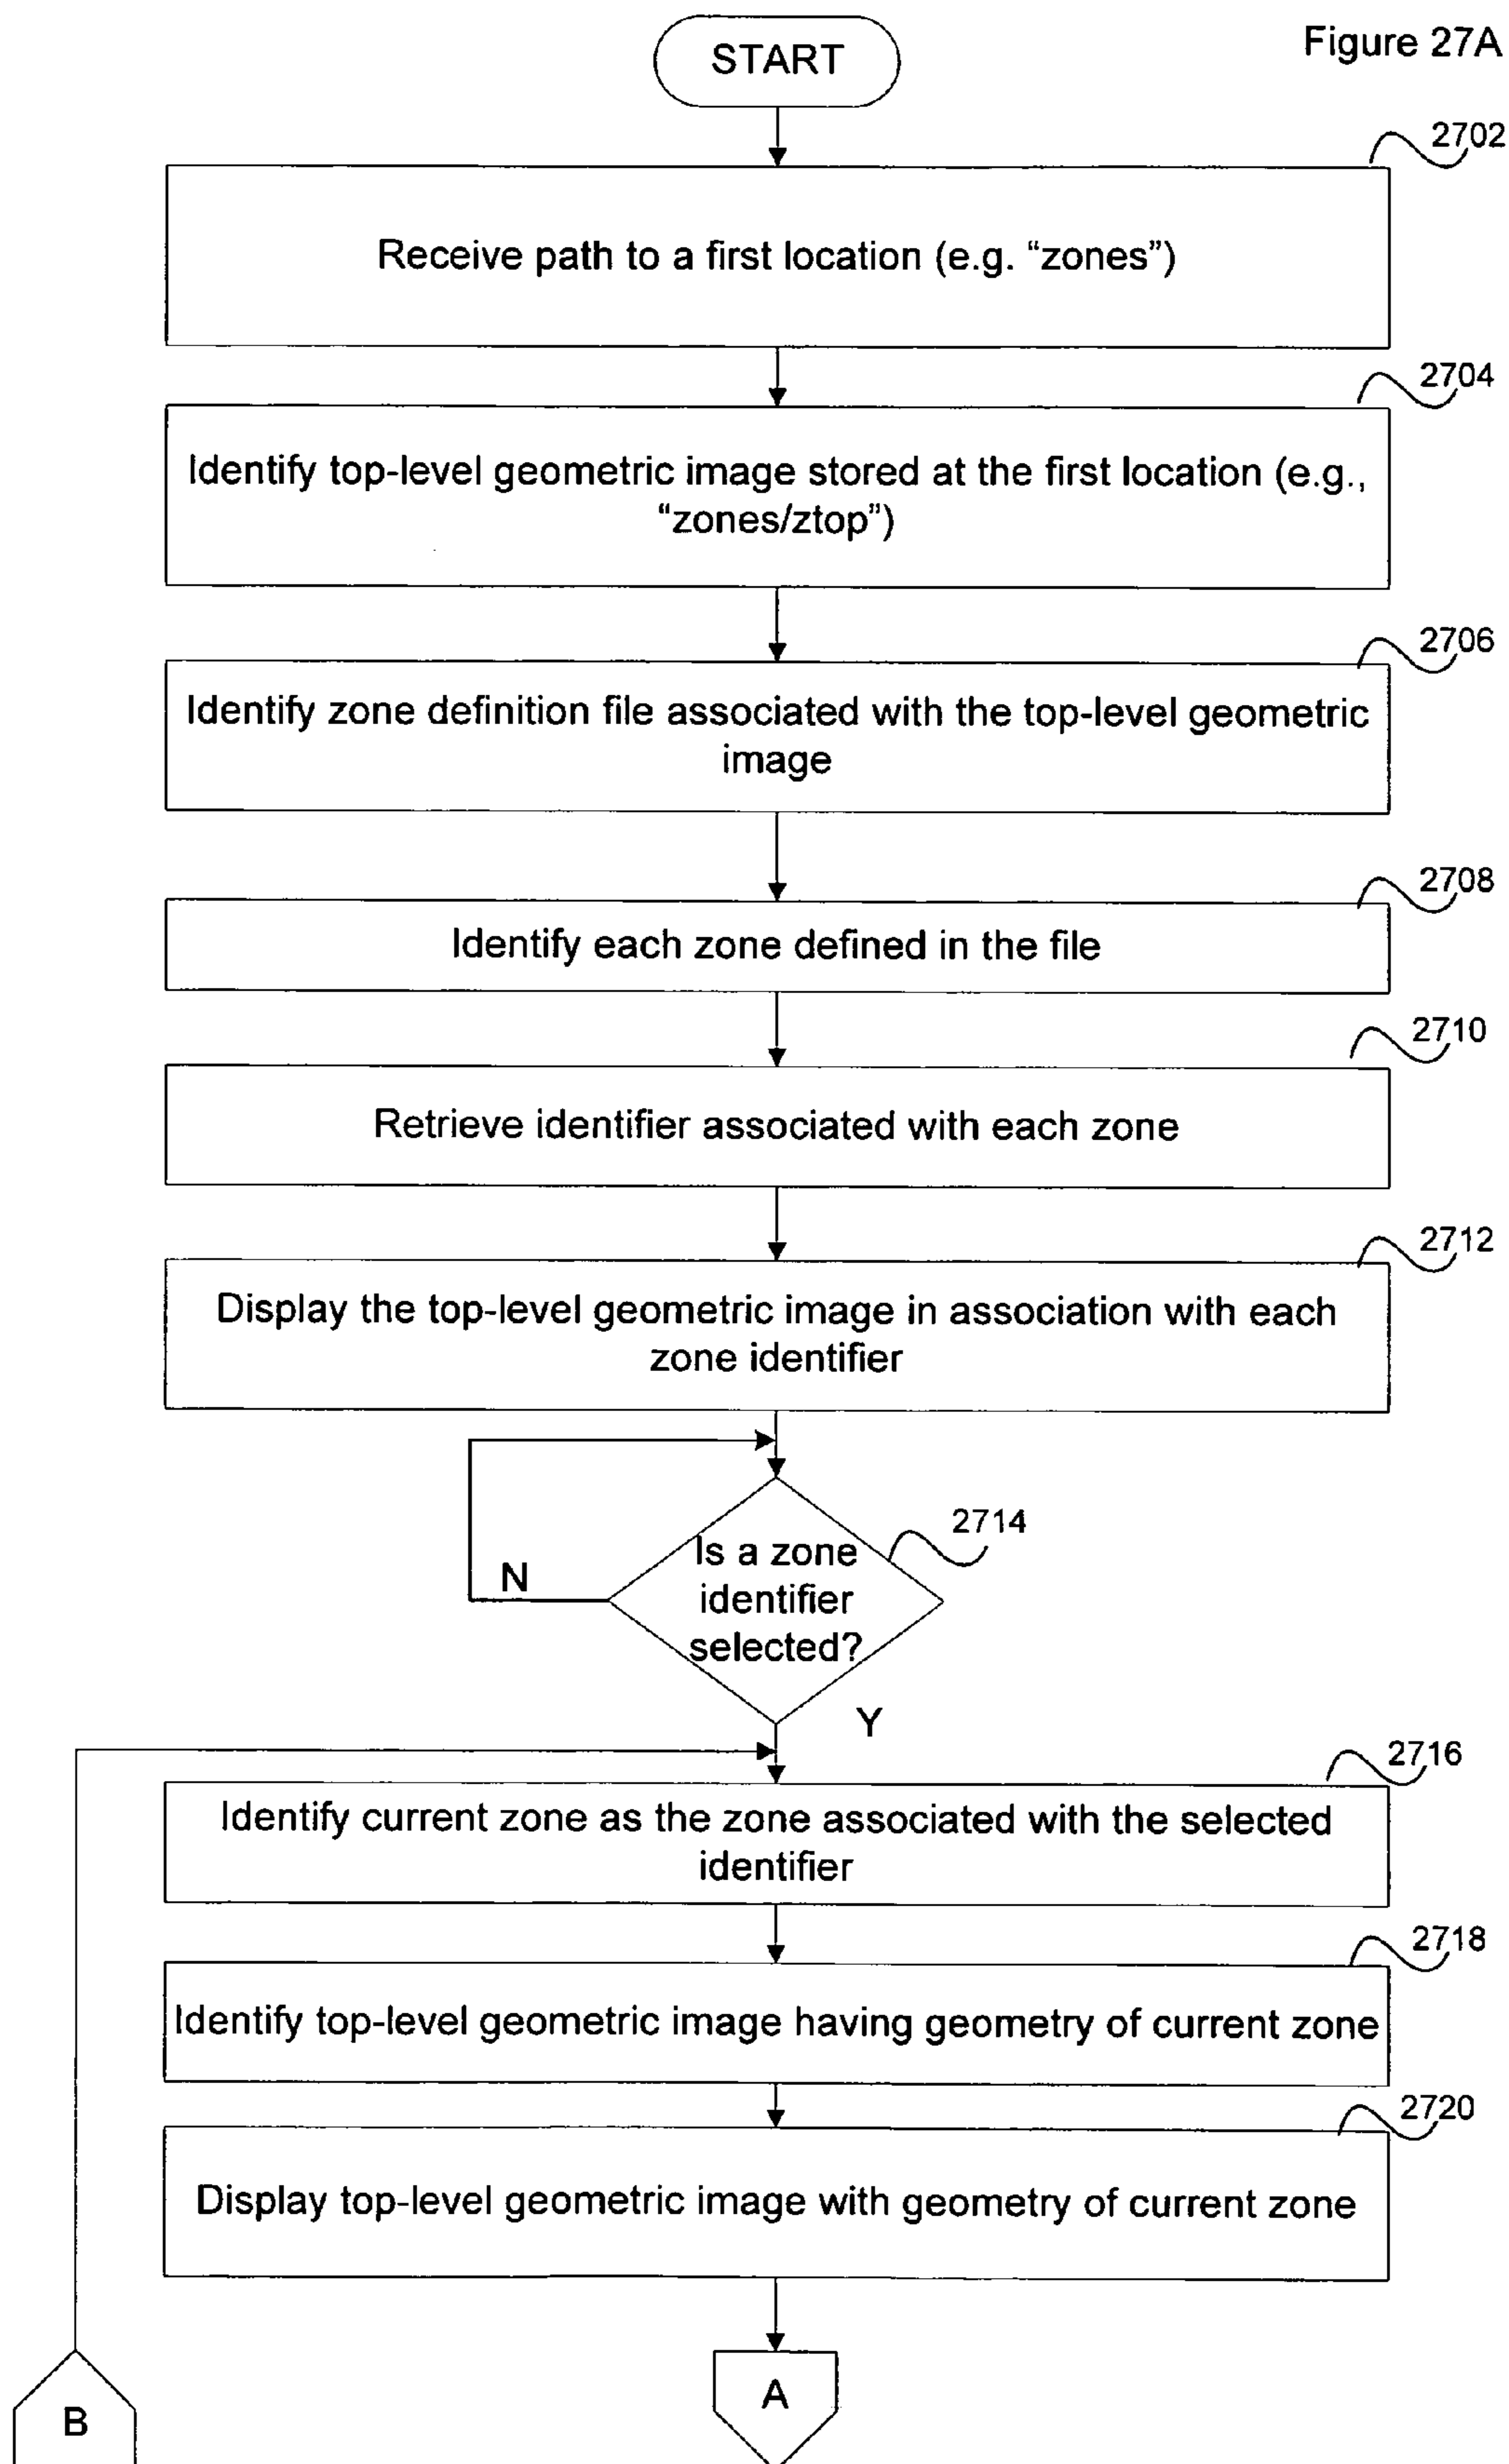 Figure 27A
START
2702
Receive path to a first location (e.g. “zones”)
2704
Identify top-level geometric image stored at the first location (e.g.,
“zones/ztop”)
2706
Identify zone definition file associated with the top-level geometric
image
2708
Identify each zone defined in the file
2710
Retrieve identifier associated with each zone
2712
Display the top-level geometric image in association with each
zone identifier
2714
Is a zone
identifier
selected?
N
Y
2716
Identify current zone as the zone associated with the selected
identifier
2718
Identify top-level geometric image having geometry of current zone
2720
Display top-level geometric image with geometry of current zone
A
B